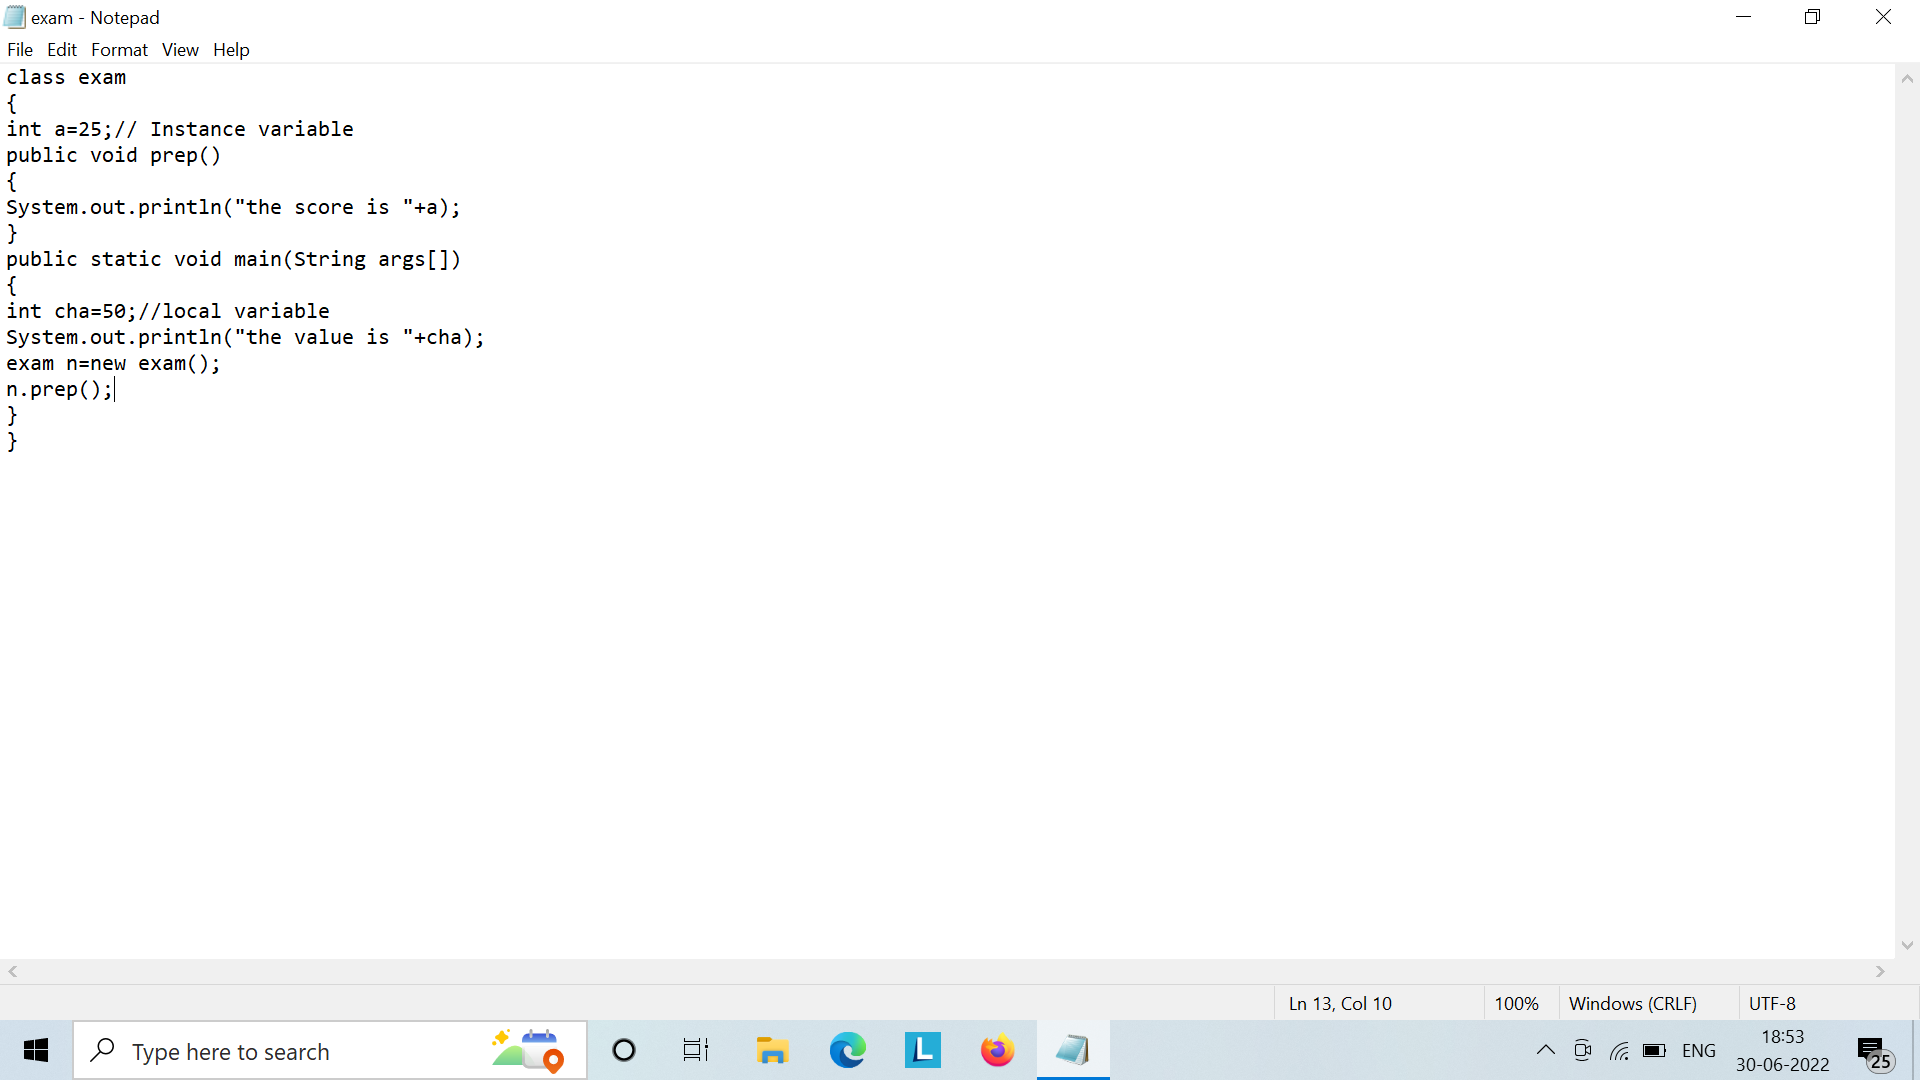 exam - Notepad
File Edit Format View Help
class exam
{
int a=25;// Instance variable
public void prep()
{
System.out.println("the score is "+a);
}
public static void main(String args[])
{
int cha=50;//local variable
System.out.println("the value is "+cha);
exam n=new exam();
n.prep();
}
}
Ln 13, Col 10 100% Windows (CRLF) UTF-8
Type here to search
L
ENG
18:53
30-06-2022
25